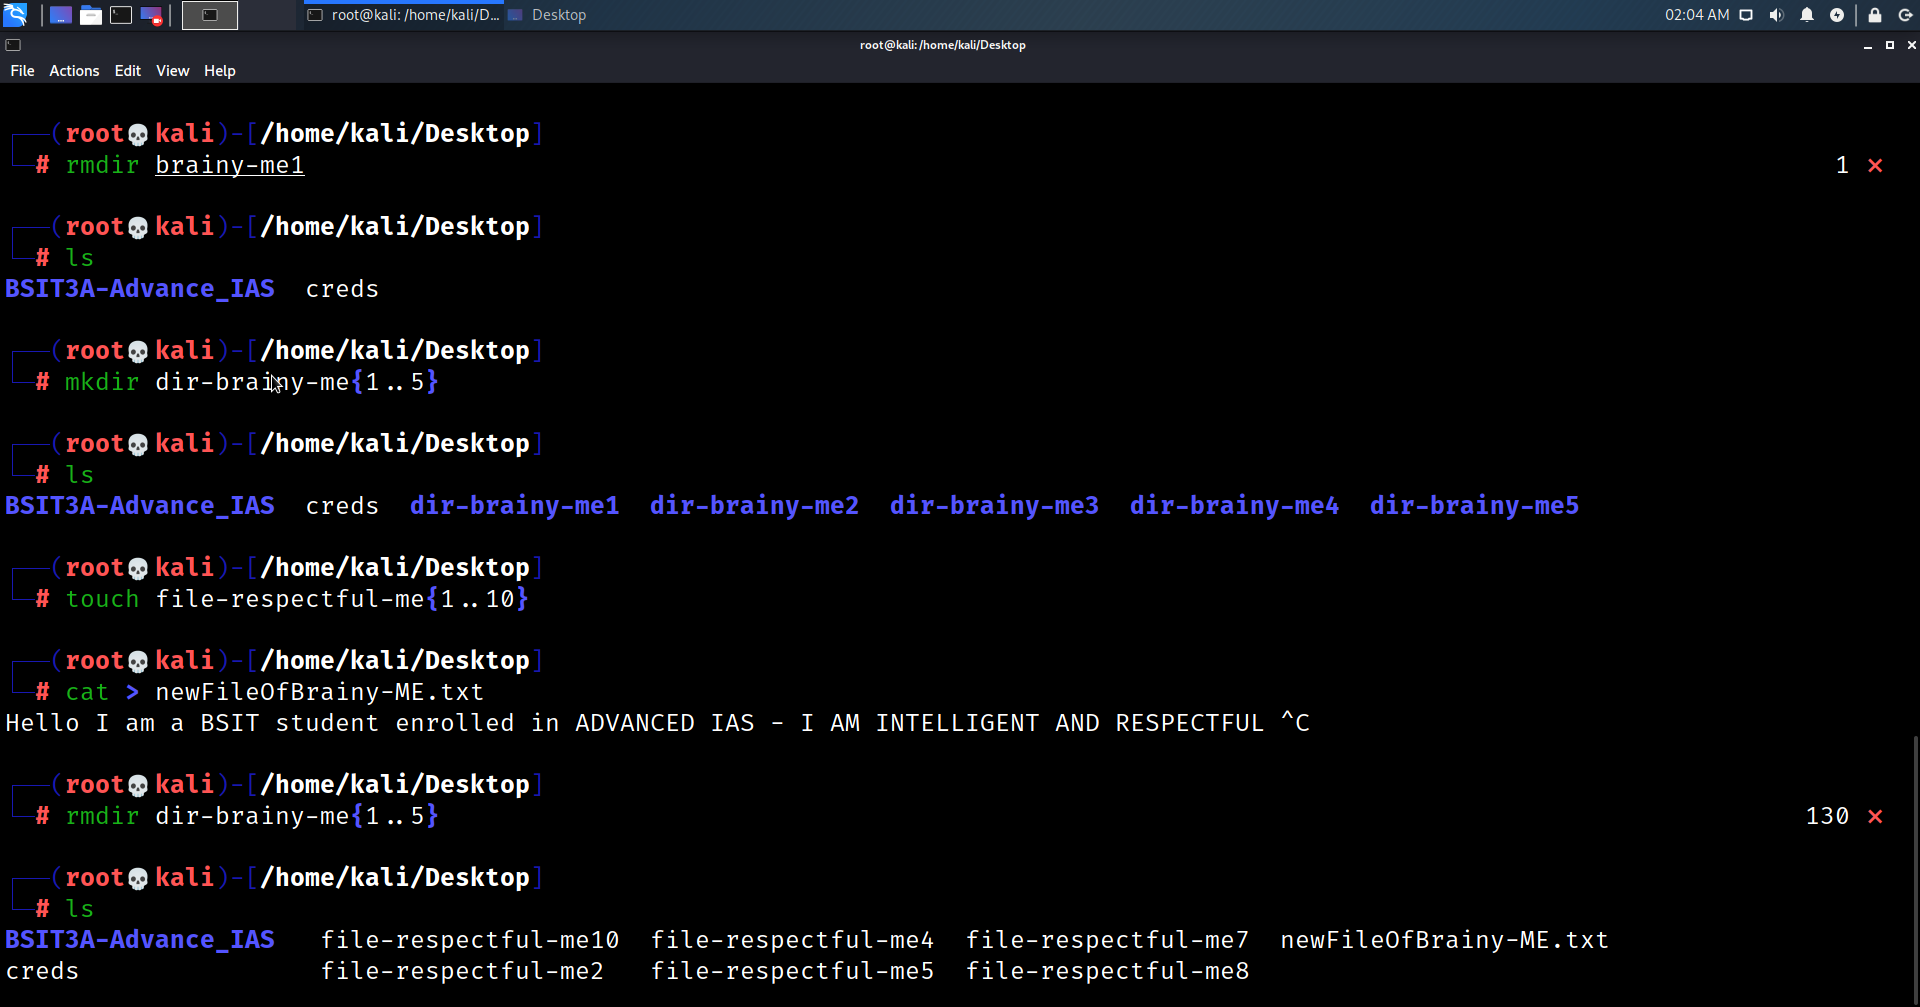 root@kali: /home/kali/D...
Desktop
02:04 AM
root@kali:/home/kali/Desktop
File Actions Edit View Help
(root💀kali)-[/home/kali/Desktop]
# rmdir brainy-me1 1 ✕
(root💀kali)-[/home/kali/Desktop]
# ls
BSIT3A-Advance_IAS creds
(root💀kali)-[/home/kali/Desktop]
# mkdir dir-brainy-me{1..5}
(root💀kali)-[/home/kali/Desktop]
# ls
BSIT3A-Advance_IAS creds dir-brainy-me1 dir-brainy-me2 dir-brainy-me3 dir-brainy-me4 dir-brainy-me5
(root💀kali)-[/home/kali/Desktop]
# touch file-respectful-me{1..10}
(root💀kali)-[/home/kali/Desktop]
# cat > newFileOfBrainy-ME.txt
Hello I am a BSIT student enrolled in ADVANCED IAS - I AM INTELLIGENT AND RESPECTFUL ^C
(root💀kali)-[/home/kali/Desktop]
# rmdir dir-brainy-me{1..5} 130 ✕
(root💀kali)-[/home/kali/Desktop]
# ls
BSIT3A-Advance_IAS file-respectful-me10 file-respectful-me4 file-respectful-me7 newFileOfBrainy-ME.txt
creds file-respectful-me2 file-respectful-me5 file-respectful-me8